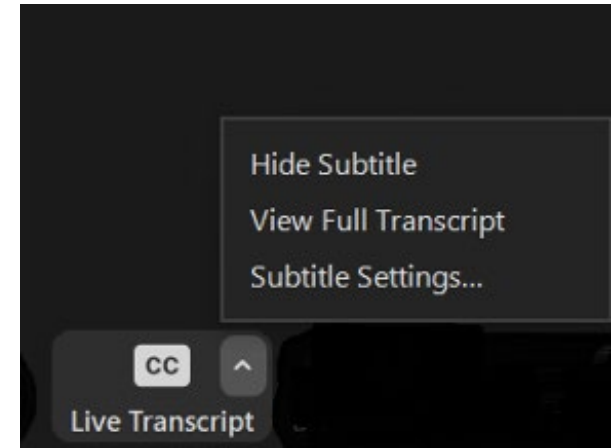 Hide Subtitle
View Full Transcript
Subtitle Settings...
CC
Live Transcript